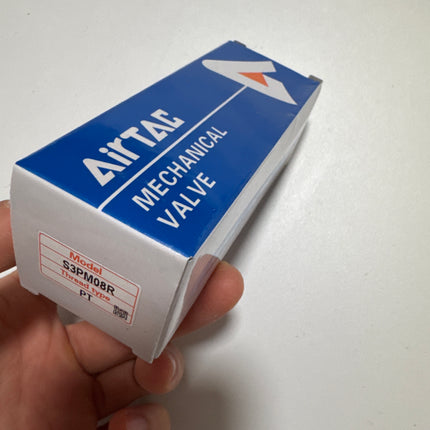 AirTAC
MECHANICAL
VALVE
Model
S3PM08R
Thread type
PT